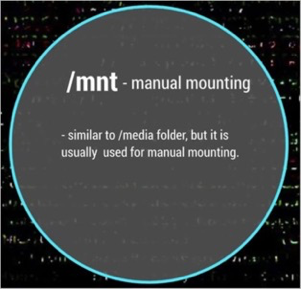 /mnt - manual mounting
- similar to /media folder, but it is
usually used for manual mounting.